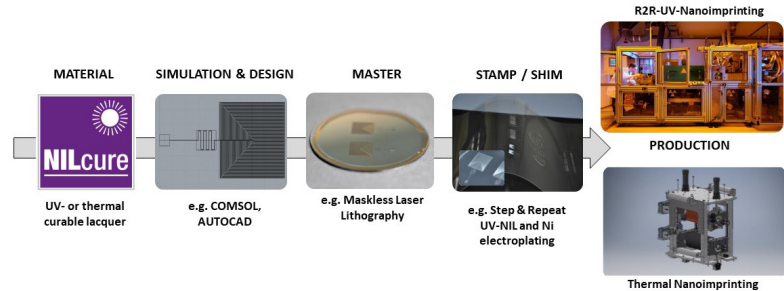 R2R-UV-Nanoimprinting
MATERIAL
SIMULATION & DESIGN
MASTER
STAMP / SHIM
NILcure
PRODUCTION
UV- or thermal
curable lacquer
e.g. COMSOL,
AUTOCAD
e.g. Maskless Laser
Lithography
e.g. Step & Repeat
UV-NIL and Ni
electroplating
Thermal Nanoimprinting